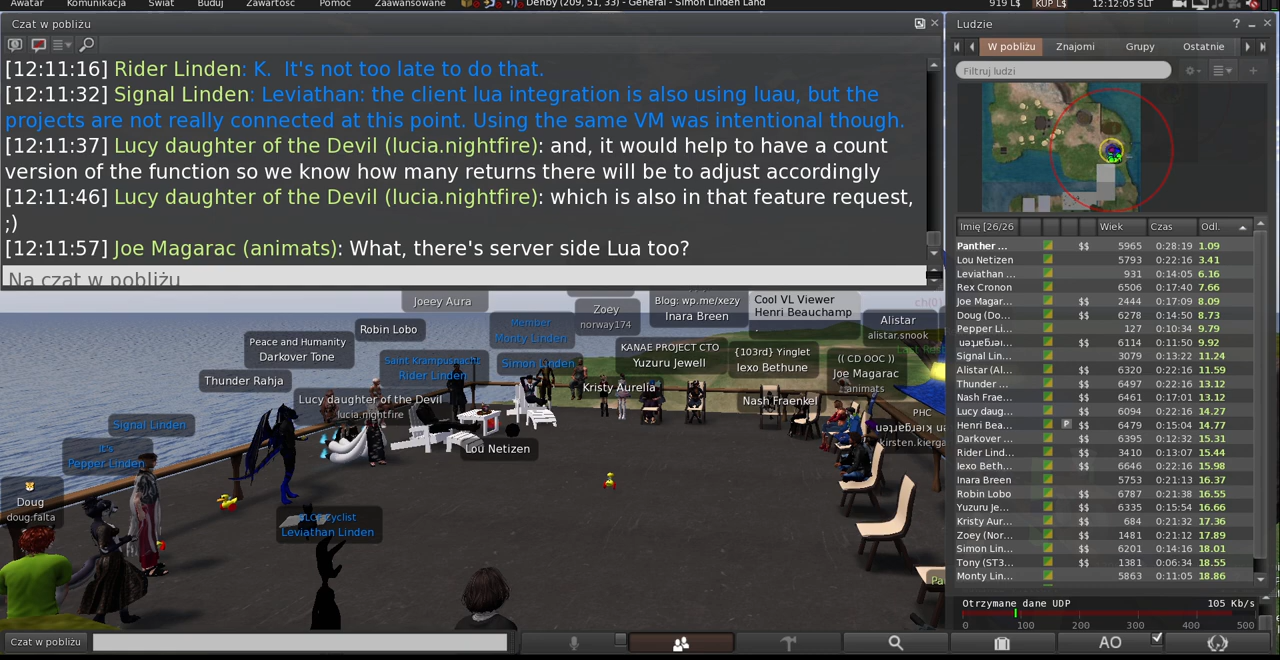 Awatar Komunikacja Świat Buduj Zawartość Pomoc Zaawansowane Denby (209, 51, 33) - General - Simon Linden Land 919 L$ KUP L$ 12:12:05 SLT
Czat w pobliżu
[12:11:16] Rider Linden: K. It's not too late to do that.
[12:11:32] Signal Linden: Leviathan: the client lua integration is also using luau, but the
projects are not really connected at this point. Using the same VM was intentional though.
[12:11:37] Lucy daughter of the Devil (lucia.nightfire): and, it would help to have a count
version of the function so we know how many returns there will be to adjust accordingly
[12:11:46] Lucy daughter of the Devil (lucia.nightfire): which is also in that feature request,
;)
[12:11:57] Joe Magarac (animats): What, there's server side Lua too?
Na czat w pobliżu
Joeey Aura
Zoey
norway174
Blog: wp.me/xezy
Inara Breen
Cool VL Viewer
Henri Beauchamp
.
Alistar
alistar.snook
Robin Lobo
Member
Monty Linden
Peace and Humanity
Darkover Tone
Saint Krampusnacht
Rider Linden
Simon Linden
KANAE PROJECT CTO
Yuzuru Jewell
{103rd} Yinglet
Iexo Bethune
(( CD OOC ))
Joe Magarac
animats
Thunder Rahja
Kristy Aurelia
Lucy daughter of the Devil
lucia.nightfire
Nash Fraenkel
PHC
kirsten.kierga
Signal Linden
It's
Pepper Linden
Lou Netizen
Doug
doug.falta
Leviathan Linden
Pa
Czat w pobliżu
Ludzie
? _ ×
W pobliżu Znajomi Grupy Ostatnie
Filtruj ludzi
Imię [26/26 Wiek Czas Odl.
Panther ... $$ 5965 0:28:19 1.09
Lou Netizen 5793 0:22:16 3.41
Leviathan ... 931 0:14:05 6.16
Rex Cronon 6506 0:17:40 7.66
Joe Magar... $$ 2444 0:17:09 8.09
Doug (Do... $$ 6278 0:14:50 8.73
Pepper Li... 127 0:10:34 9.79
$$ 6114 0:11:50 9.92
Signal Lin... 3079 0:13:22 11.24
Alistar (Al... $$ 6320 0:22:16 11.59
Thunder ... $$ 6497 0:22:16 13.12
Nash Frae... $$ 6461 0:17:01 13.12
Lucy daug... $$ 6094 0:22:16 14.27
Henri Bea... P $$ 6479 0:15:04 14.77
Darkover ... $$ 6395 0:12:32 15.31
Rider Lind... 3410 0:13:07 15.44
Iexo Beth... $$ 6646 0:22:16 15.98
Inara Breen 5753 0:21:13 16.37
Robin Lobo $$ 6787 0:21:38 16.55
Yuzuru Je... $$ 6335 0:15:54 16.66
Kristy Aur... $$ 684 0:21:32 17.36
Zoey (Nor... $$ 1481 0:21:12 17.89
Simon Lin... $$ 6201 0:14:16 18.01
Tony (ST3... $$ 1381 0:06:34 18.55
Monty Lin... 5863 0:11:05 18.86
Otrzymane dane UDP 105 Kb/s
0 100 200 300 400 500
AO